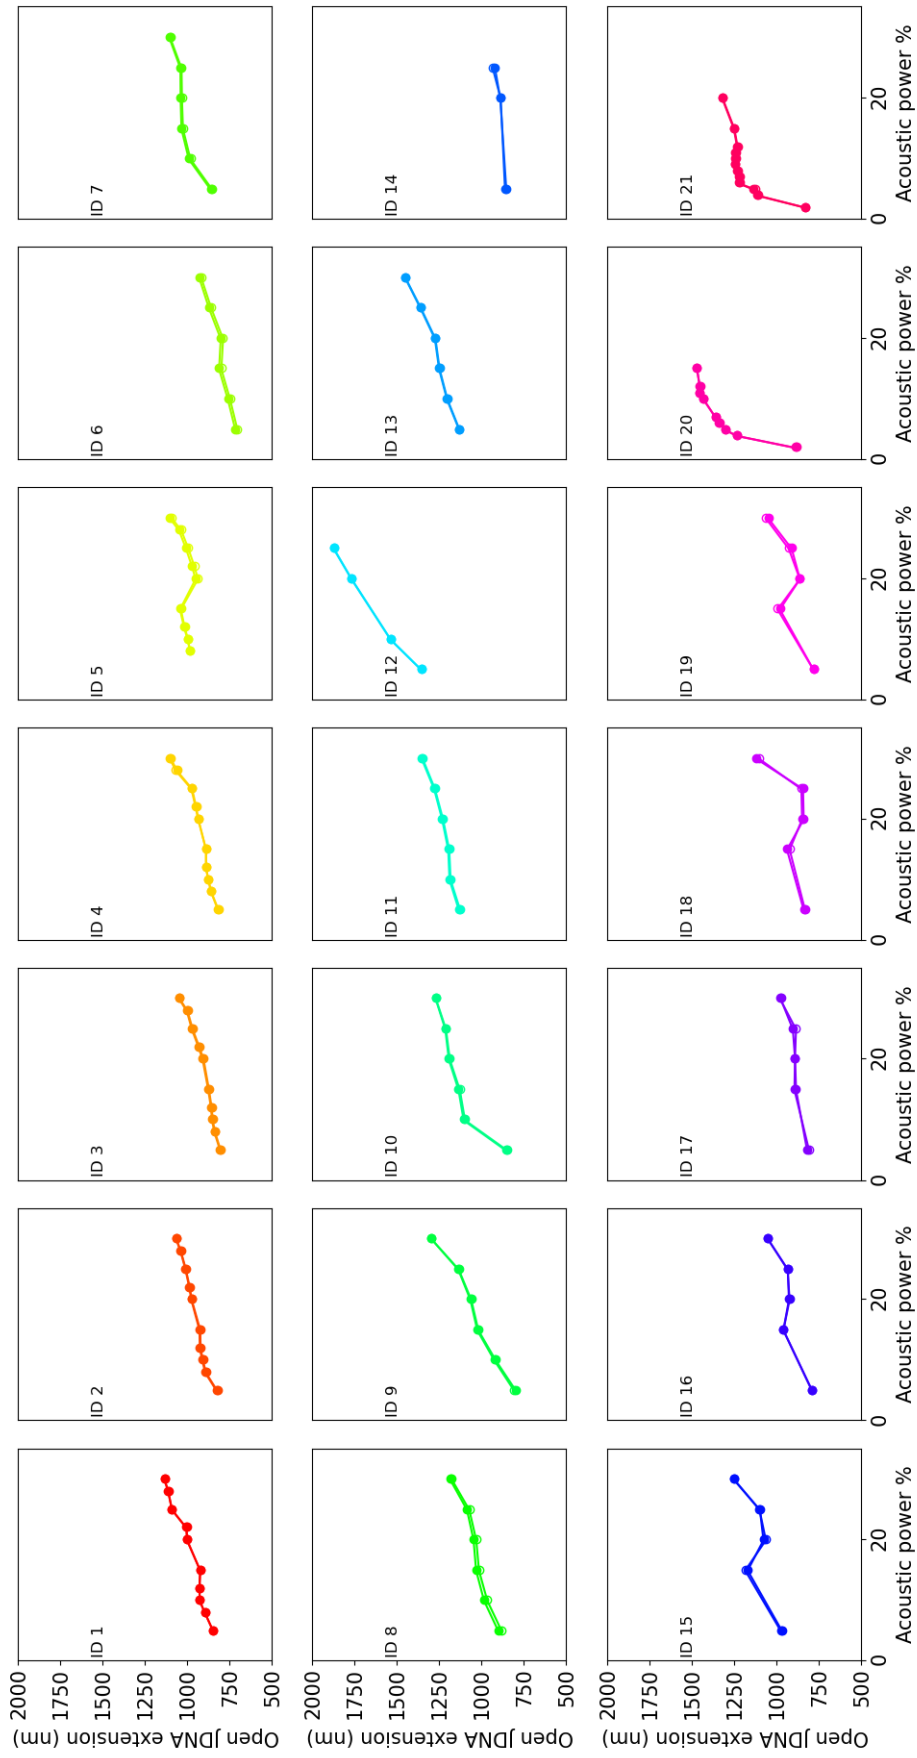 Open JDNA extension (nm)
2000
1750
1500
1250
1000
750
500
ID 1
ID 2
ID 3
ID 4
ID 5
ID 6
ID 7
Open JDNA extension (nm)
2000
1750
1500
1250
1000
750
500
ID 8
ID 9
ID 10
ID 11
ID 12
ID 13
ID 14
Open JDNA extension (nm)
2000
1750
1500
1250
1000
750
500
ID 15
ID 16
ID 17
ID 18
ID 19
ID 20
ID 21
0 20
0 20
0 20
0 20
0 20
0 20
0 20
Acoustic power %
Acoustic power %
Acoustic power %
Acoustic power %
Acoustic power %
Acoustic power %
Acoustic power %